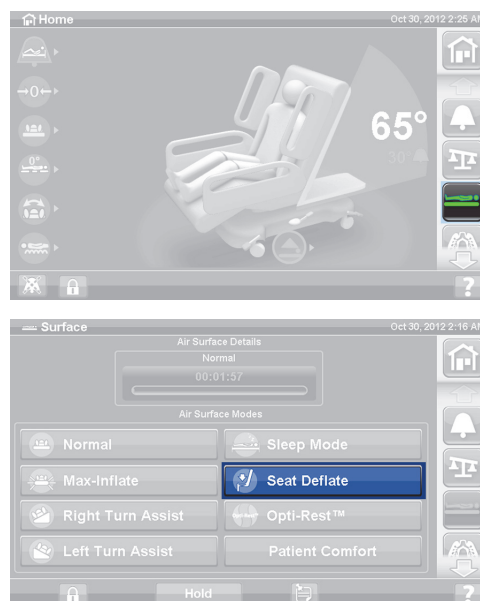 Home
Oct 30, 2012 2:25 AM
→0←
65°
30°
0°
?
Surface
Oct 30, 2012 2:16 AM
Air Surface Details
Normal
00:01:57
Air Surface Modes
Normal
Sleep Mode
Max-Inflate
Seat Deflate
Right Turn Assist
Opti-Rest™
Left Turn Assist
Patient Comfort
Hold
?